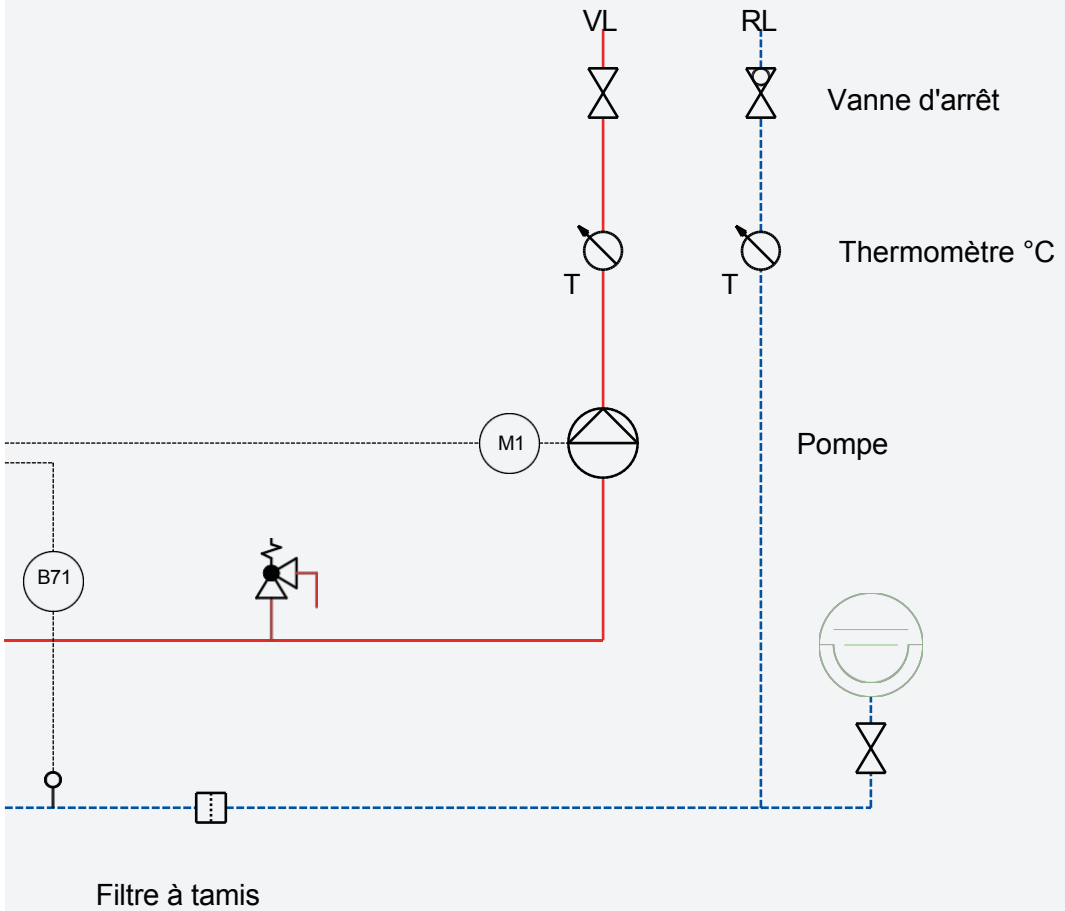 VL
RL
Vanne d'arrêt
Thermomètre °C
T
T
M1
Pompe
B71
Filtre à tamis